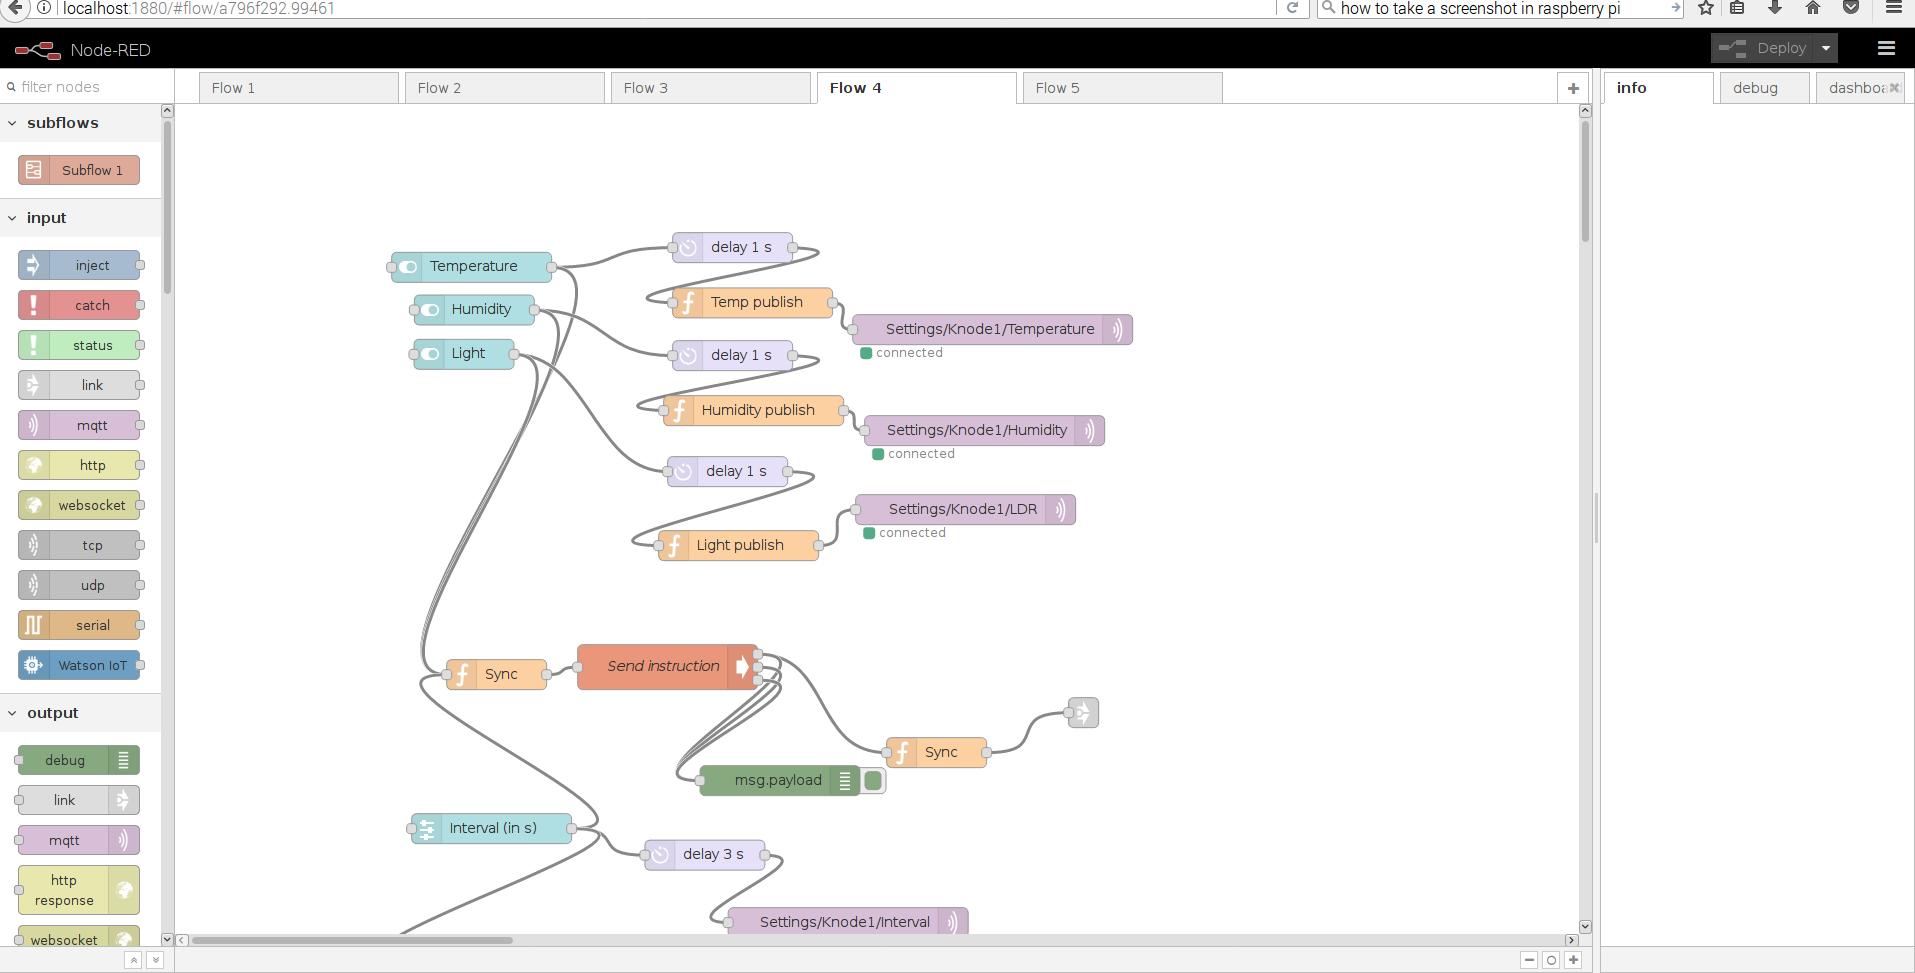 localhost:1880/#flow/a796f292.99461
how to take a screenshot in raspberry pi
Node-RED
Deploy
filter nodes
Flow 1
Flow 2
Flow 3
Flow 4
Flow 5
info
debug
dashboa
subflows
Subflow 1
input
inject
catch
status
link
mqtt
http
websocket
tcp
udp
serial
Watson IoT
output
debug
link
mqtt
http
response
websocket
Temperature
Humidity
Light
delay 1 s
Temp publish
Settings/Knode1/Temperature
connected
delay 1 s
Humidity publish
Settings/Knode1/Humidity
connected
delay 1 s
Settings/Knode1/LDR
connected
Light publish
Sync
Send instruction
Sync
msg.payload
Interval (in s)
delay 3 s
Settings/Knode1/Interval